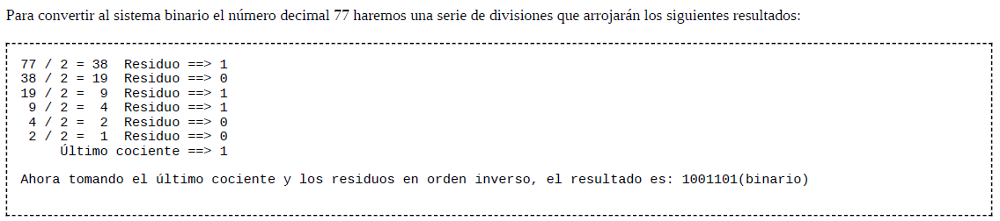 Para convertir al sistema binario el número decimal 77 haremos una serie de divisiones que arrojarán los siguientes resultados:
77 / 2 = 38  Residuo ==> 1
38 / 2 = 19  Residuo ==> 0
19 / 2 =  9  Residuo ==> 1
 9 / 2 =  4  Residuo ==> 1
 4 / 2 =  2  Residuo ==> 0
 2 / 2 =  1  Residuo ==> 0
     Último cociente ==> 1
Ahora tomando el último cociente y los residuos en orden inverso, el resultado es: 1001101(binario)